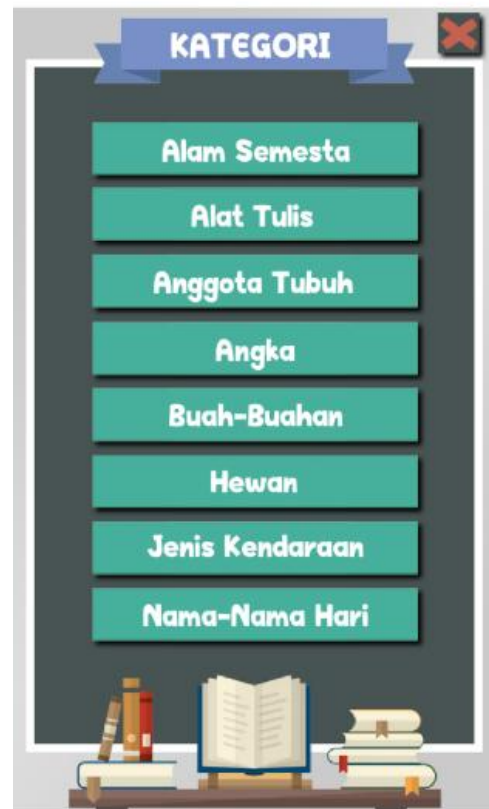 KATEGORI
Alam Semesta
Alat Tulis
Anggota Tubuh
Angka
Buah-Buahan
Hewan
Jenis Kendaraan
Nama-Nama Hari